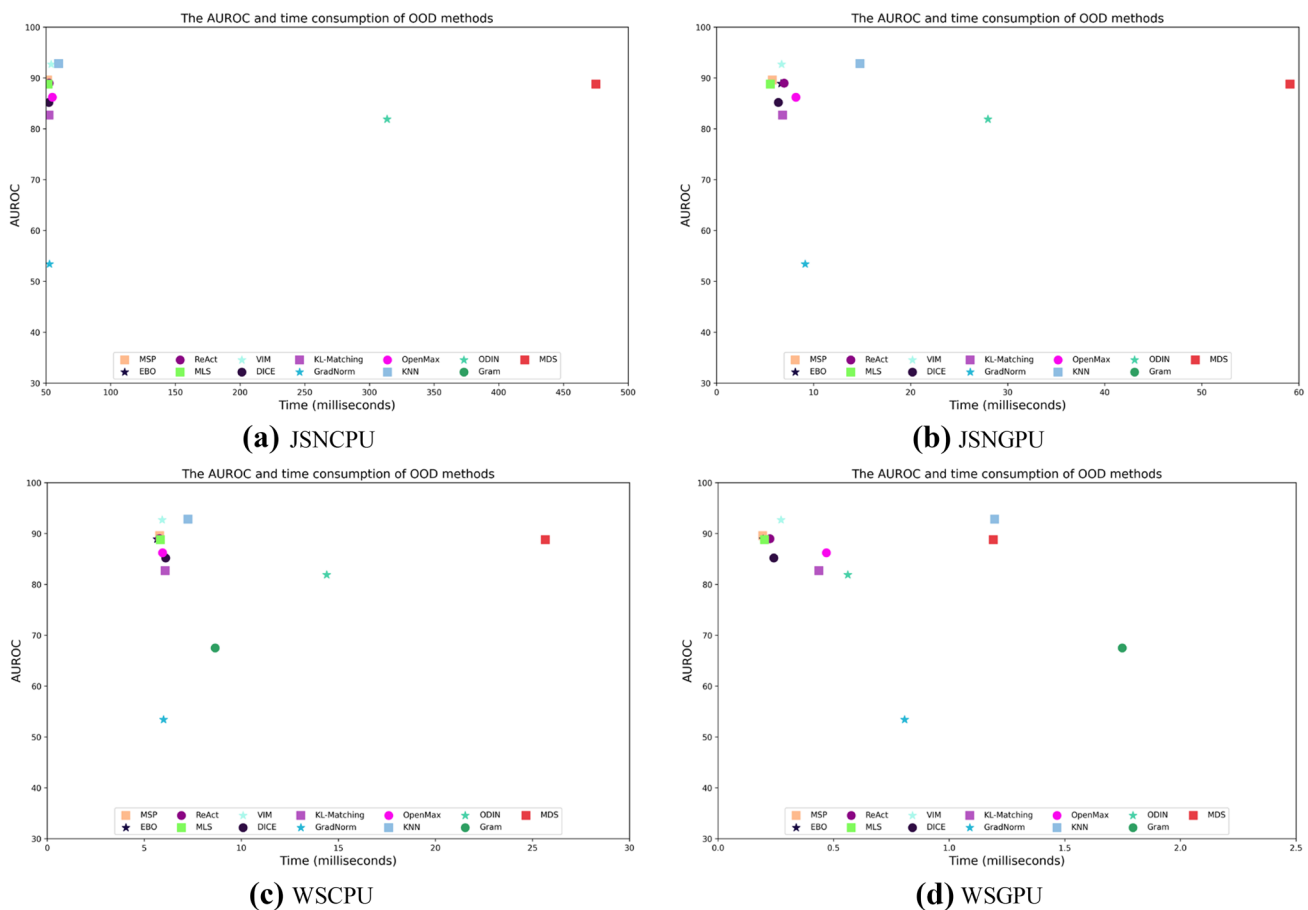 The AUROC and time consumption of OOD methods
100
90
80
70
60
50
40
30
AUROC
MSP ReAct VIM KL-Matching OpenMax ODIN MDS
EBO MLS DICE GradNorm KNN Gram
50 100 150 200 250 300 350 400 450 500
Time (milliseconds)
(a) JSNCPU
The AUROC and time consumption of OOD methods
100
90
80
70
60
50
40
30
AUROC
MSP ReAct VIM KL-Matching OpenMax ODIN MDS
EBO MLS DICE GradNorm KNN Gram
0 10 20 30 40 50 60
Time (milliseconds)
(b) JSNGPU
The AUROC and time consumption of OOD methods
100
90
80
70
60
50
40
30
AUROC
MSP ReAct VIM KL-Matching OpenMax ODIN MDS
EBO MLS DICE GradNorm KNN Gram
0 5 10 15 20 25 30
Time (milliseconds)
(c) WSCPU
The AUROC and time consumption of OOD methods
100
90
80
70
60
50
40
30
AUROC
MSP ReAct VIM KL-Matching OpenMax ODIN MDS
EBO MLS DICE GradNorm KNN Gram
0.0 0.5 1.0 1.5 2.0 2.5
Time (milliseconds)
(d) WSGPU